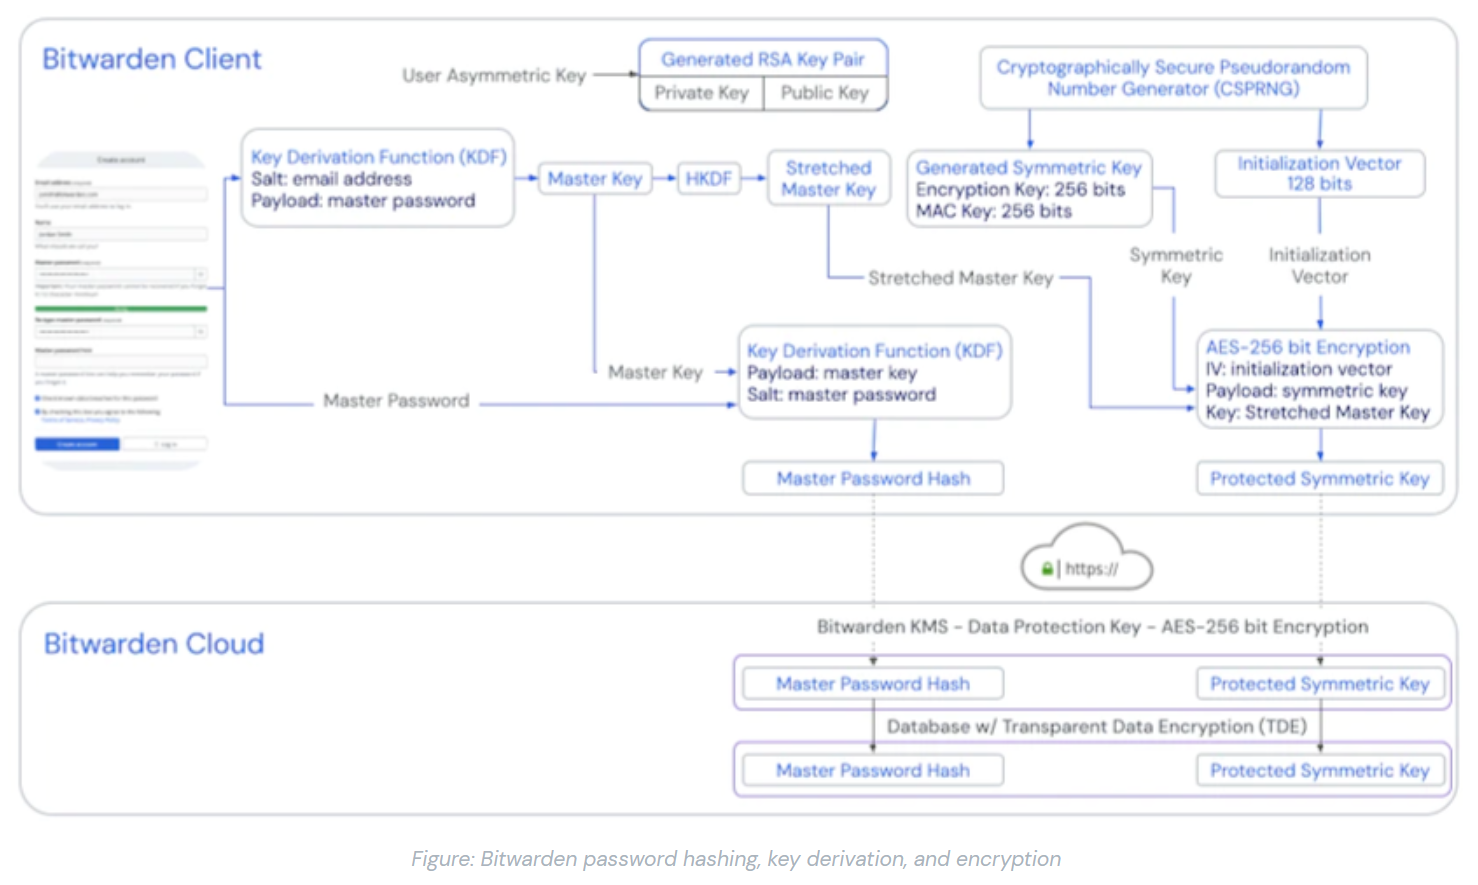 Bitwarden Client
User Asymmetric Key
Generated RSA Key Pair
Private Key
Public Key
Cryptographically Secure Pseudorandom
Number Generator (CSPRNG)
Create account
Key Derivation Function (KDF)
Salt: email address
Payload: master password
Master Key
HKDF
Stretched
Master Key
Generated Symmetric Key
Encryption Key: 256 bits
MAC Key: 256 bits
Initialization Vector
128 bits
Symmetric
Key
Initialization
Vector
Stretched Master Key
Master Key
Master Password
Key Derivation Function (KDF)
Payload: master key
Salt: master password
AES-256 bit Encryption
IV: initialization vector
Payload: symmetric key
Key: Stretched Master Key
Master Password Hash
Protected Symmetric Key
https://
Bitwarden Cloud
Bitwarden KMS - Data Protection Key - AES-256 bit Encryption
Master Password Hash
Protected Symmetric Key
Database w/ Transparent Data Encryption (TDE)
Master Password Hash
Protected Symmetric Key
Figure: Bitwarden password hashing, key derivation, and encryption